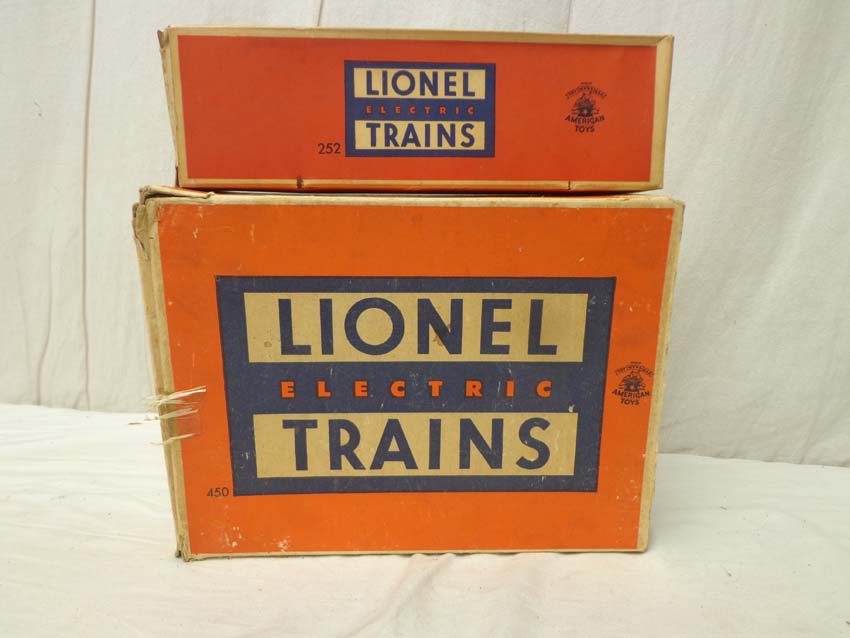 LIONEL
ELECTRIC
TRAINS
252
AMERICAN
TOYS
LIONEL
ELECTRIC
TRAINS
450
AMERICAN
TOYS